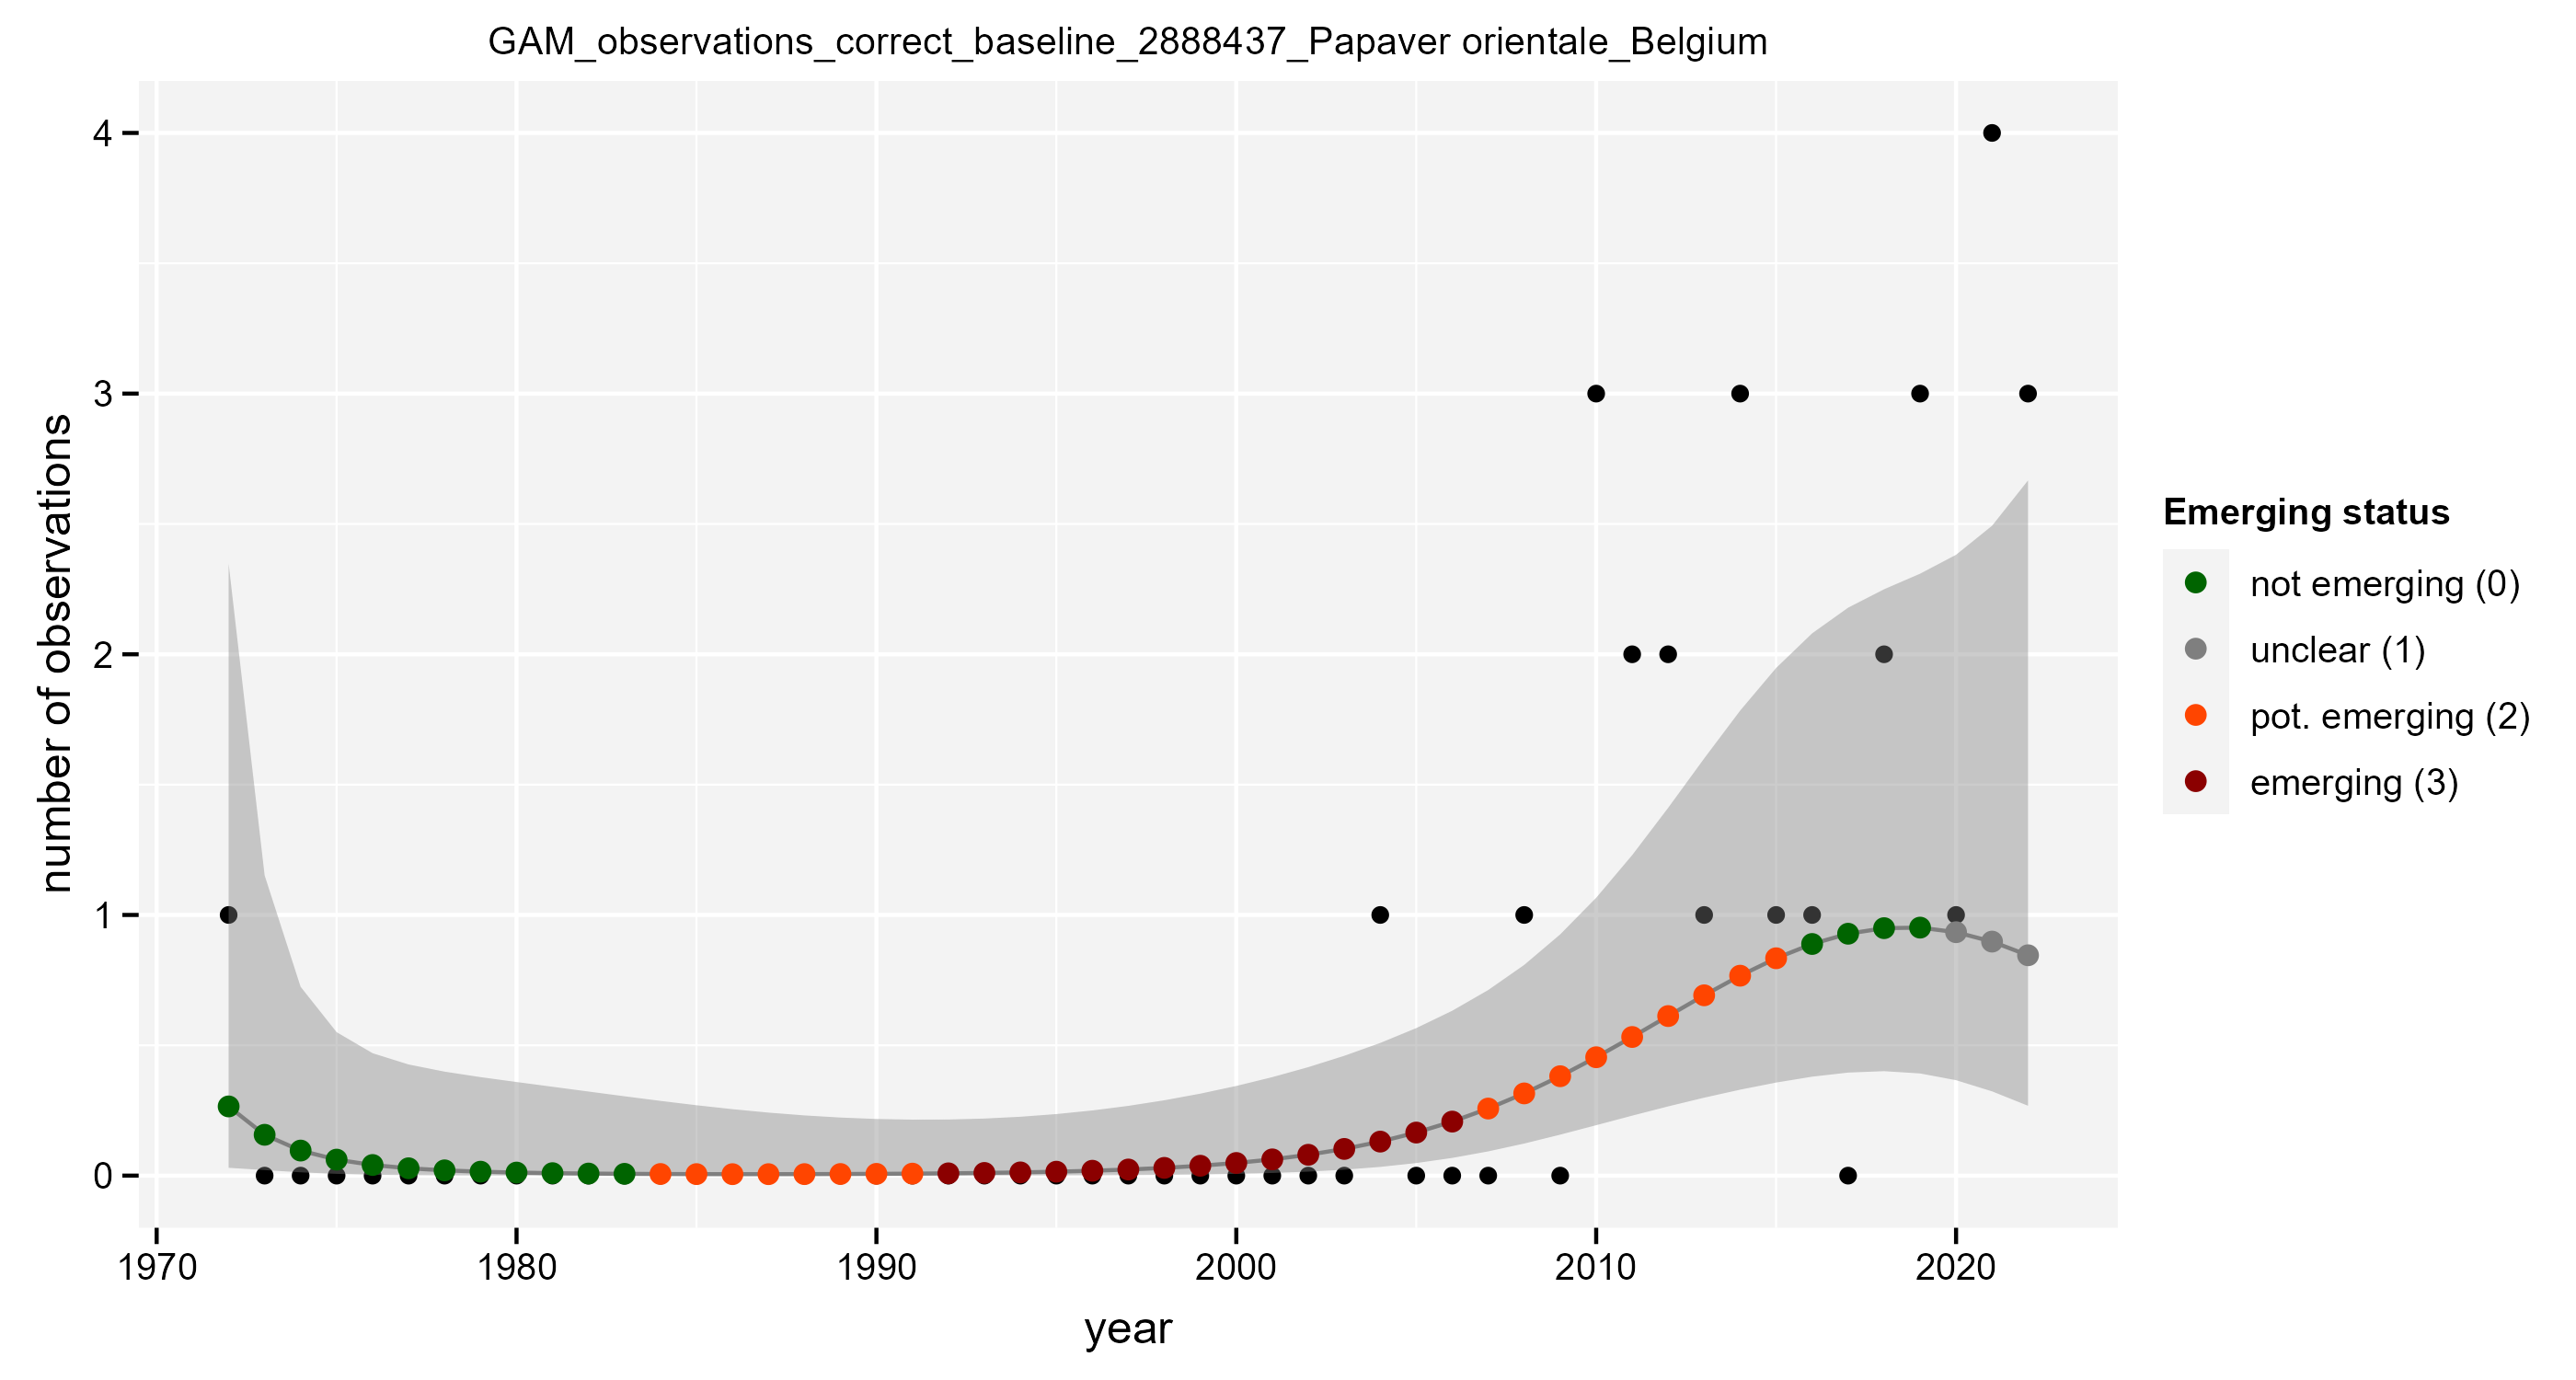 GAM_observations_correct_baseline_2888437_Papaver orientale_Belgium
number of observations
4
3
2
1
0
1970 1980 1990 2000 2010 2020
year
Emerging status
not emerging (0)
unclear (1)
pot. emerging (2)
emerging (3)